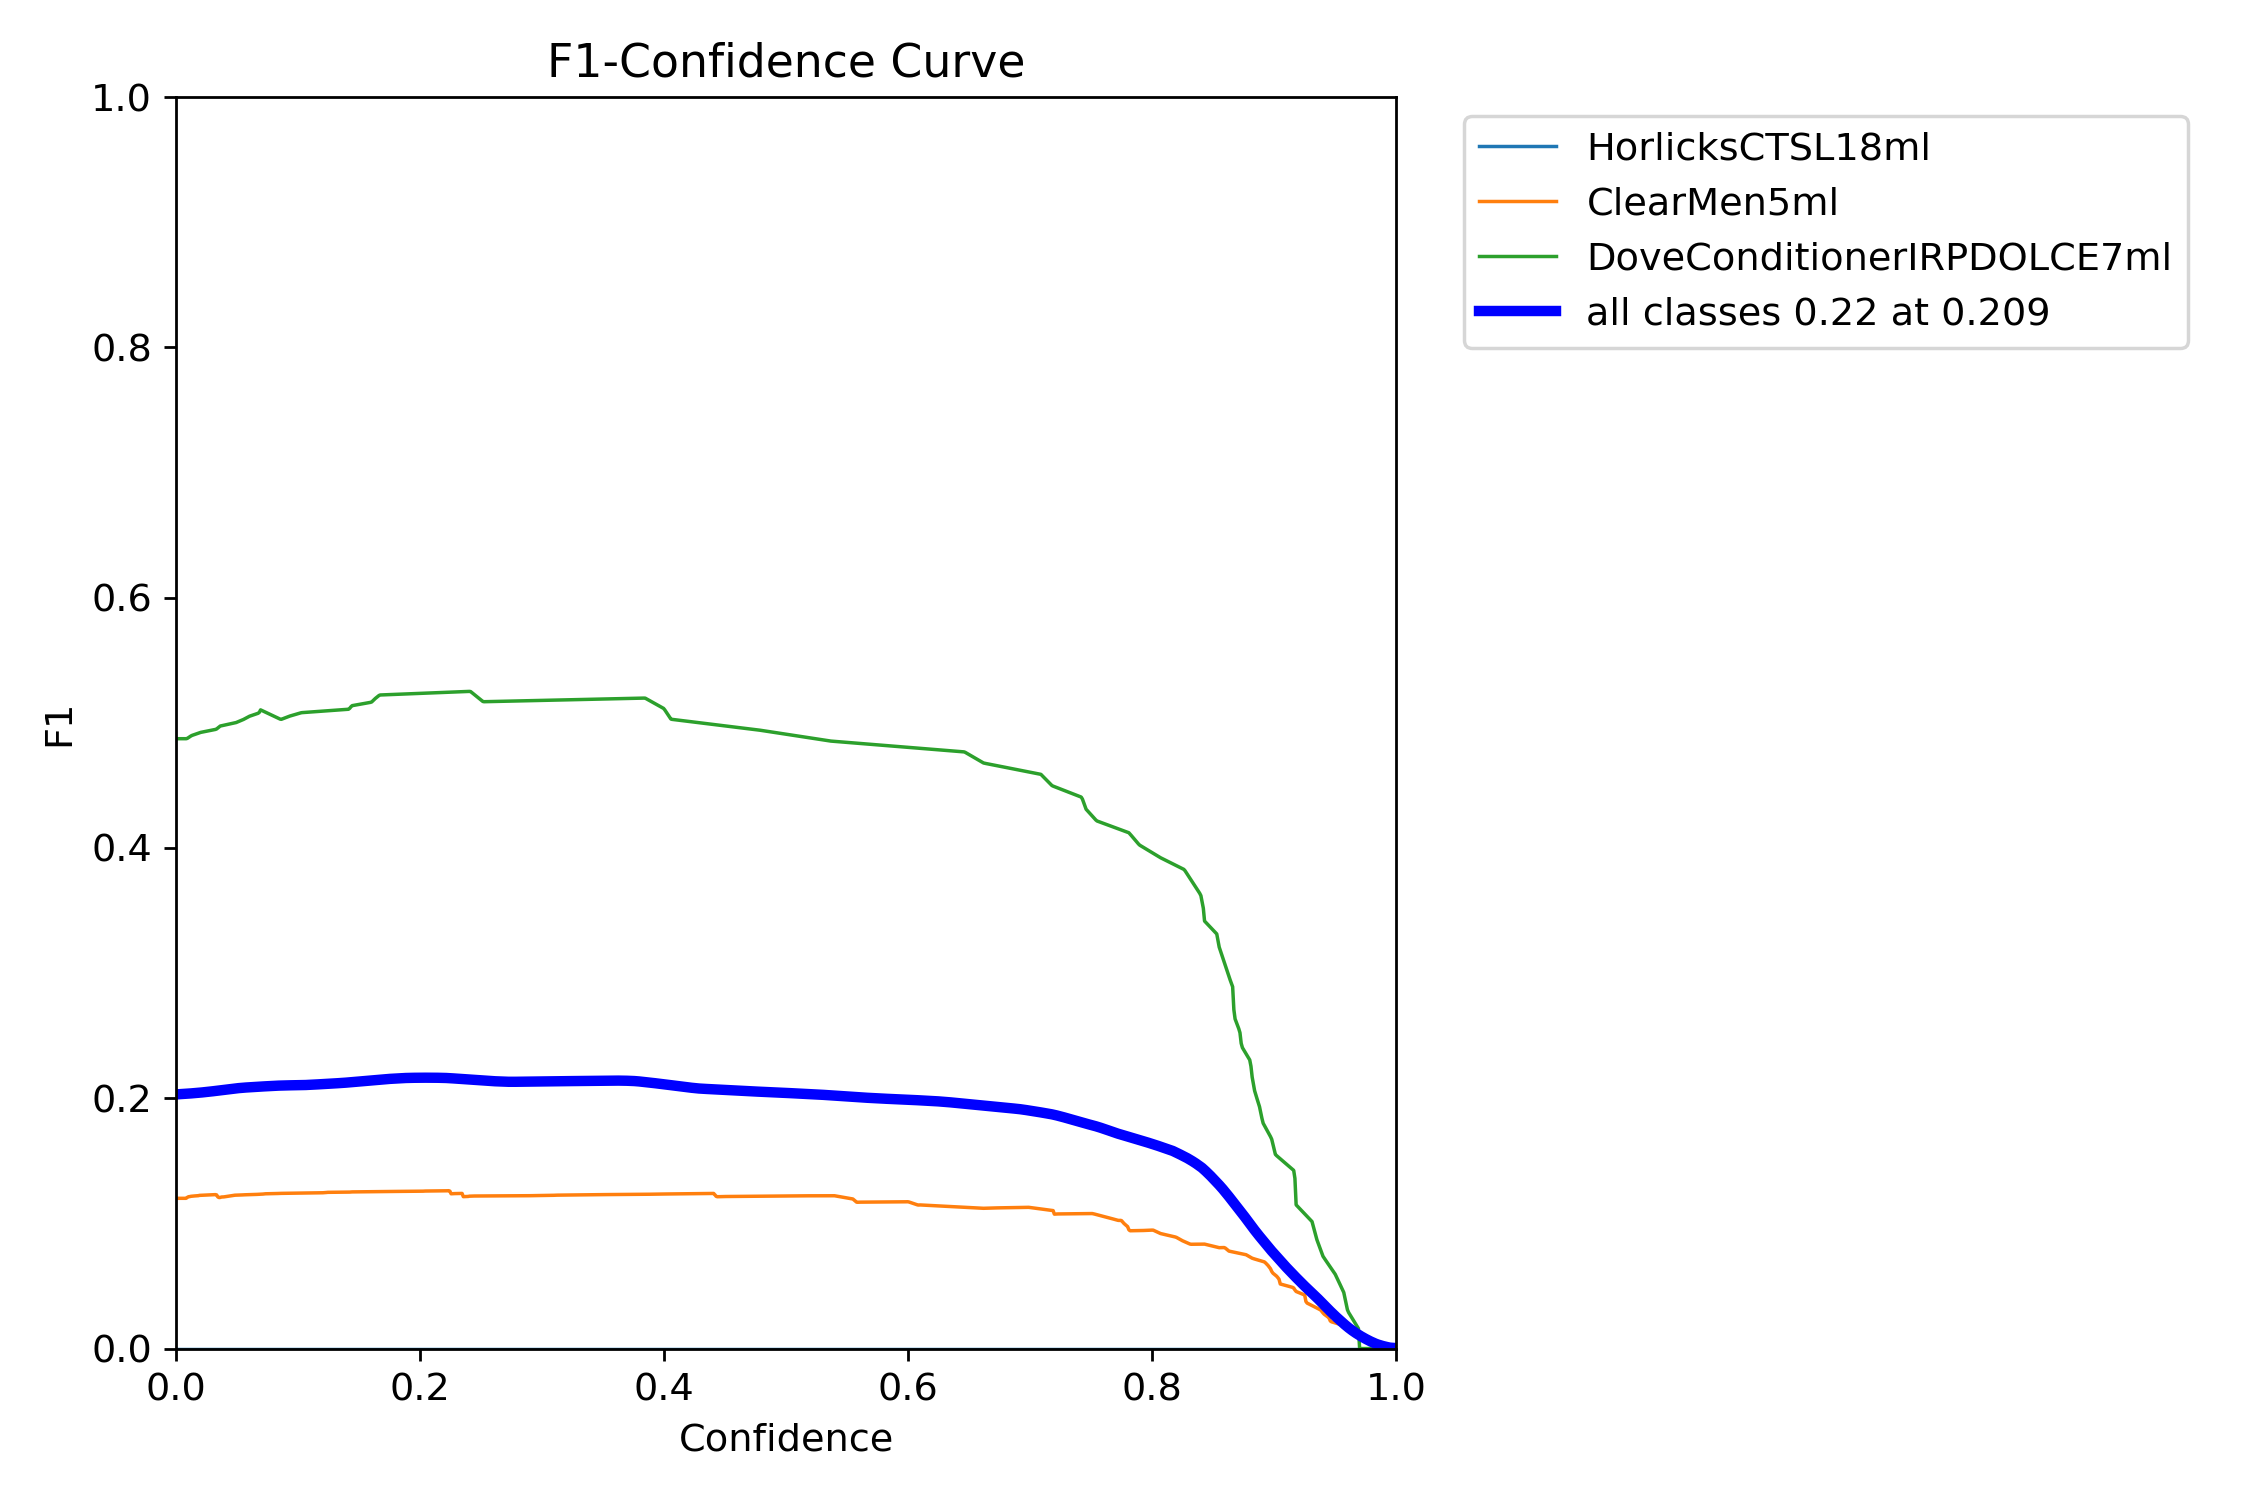 F1-Confidence Curve
1.0
0.8
0.6
0.4
0.2
0.0
F1
0.0 0.2 0.4 0.6 0.8 1.0
Confidence
HorlicksCTSL18ml
ClearMen5ml
DoveConditionerIRPDOLCE7ml
all classes 0.22 at 0.209